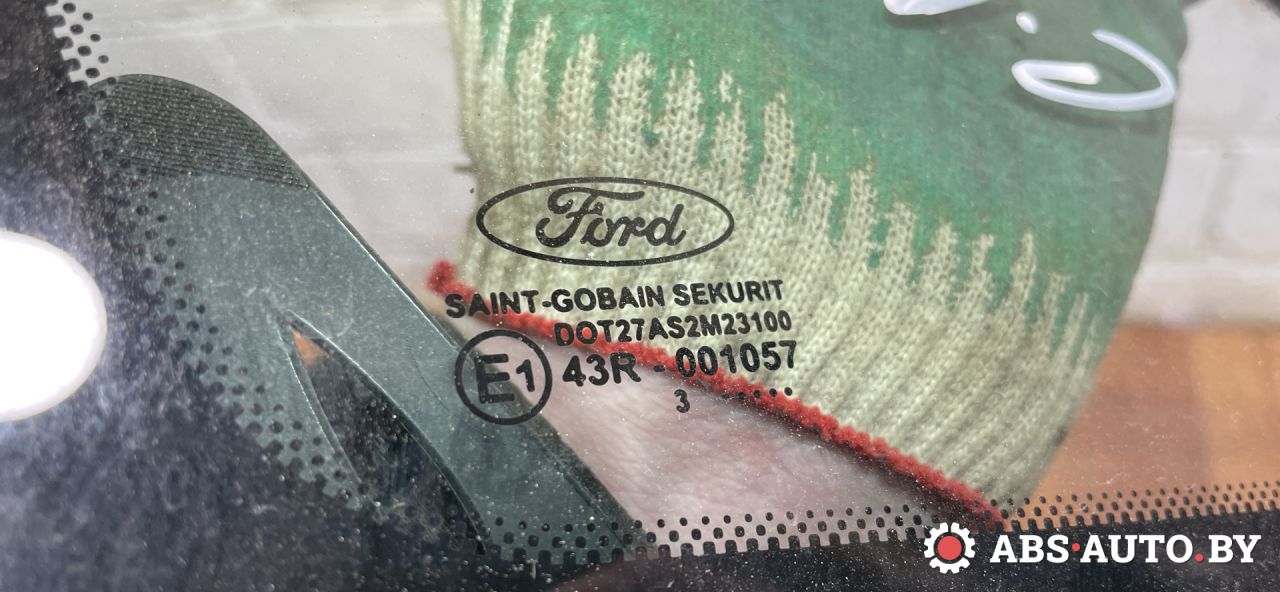 Ford
SAINT-GOBAIN SEKURIT
DOT27AS2M23100
E1 43R - 001057
3 .....
ABS·AUTO.BY